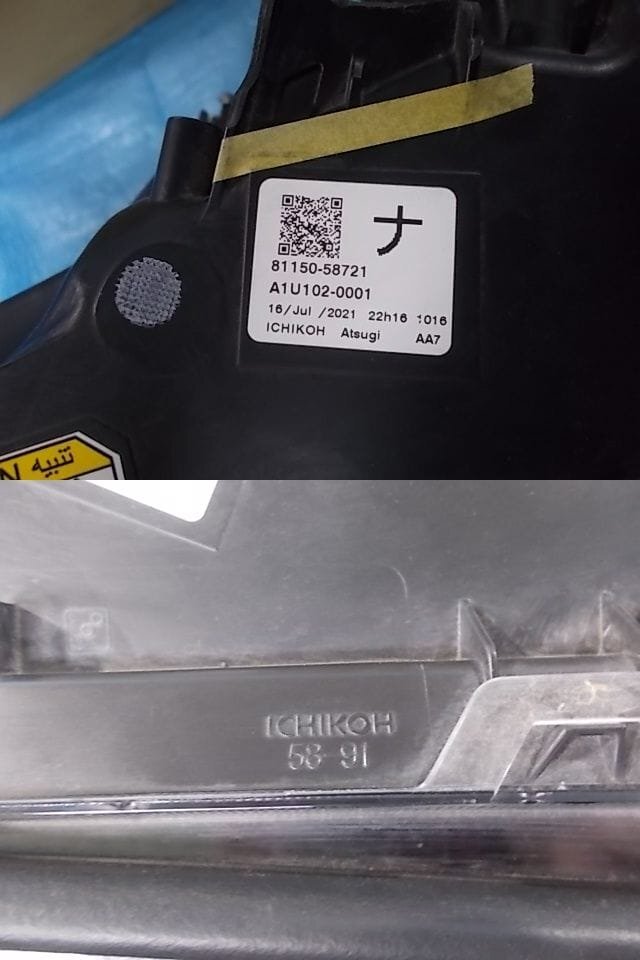 ナ
81150-58721
A1U102-0001
16/Jul /2021 22h16 1016
ICHIKOH Atsugi AA7
تنبيه
N
ICHIKOH
58-91